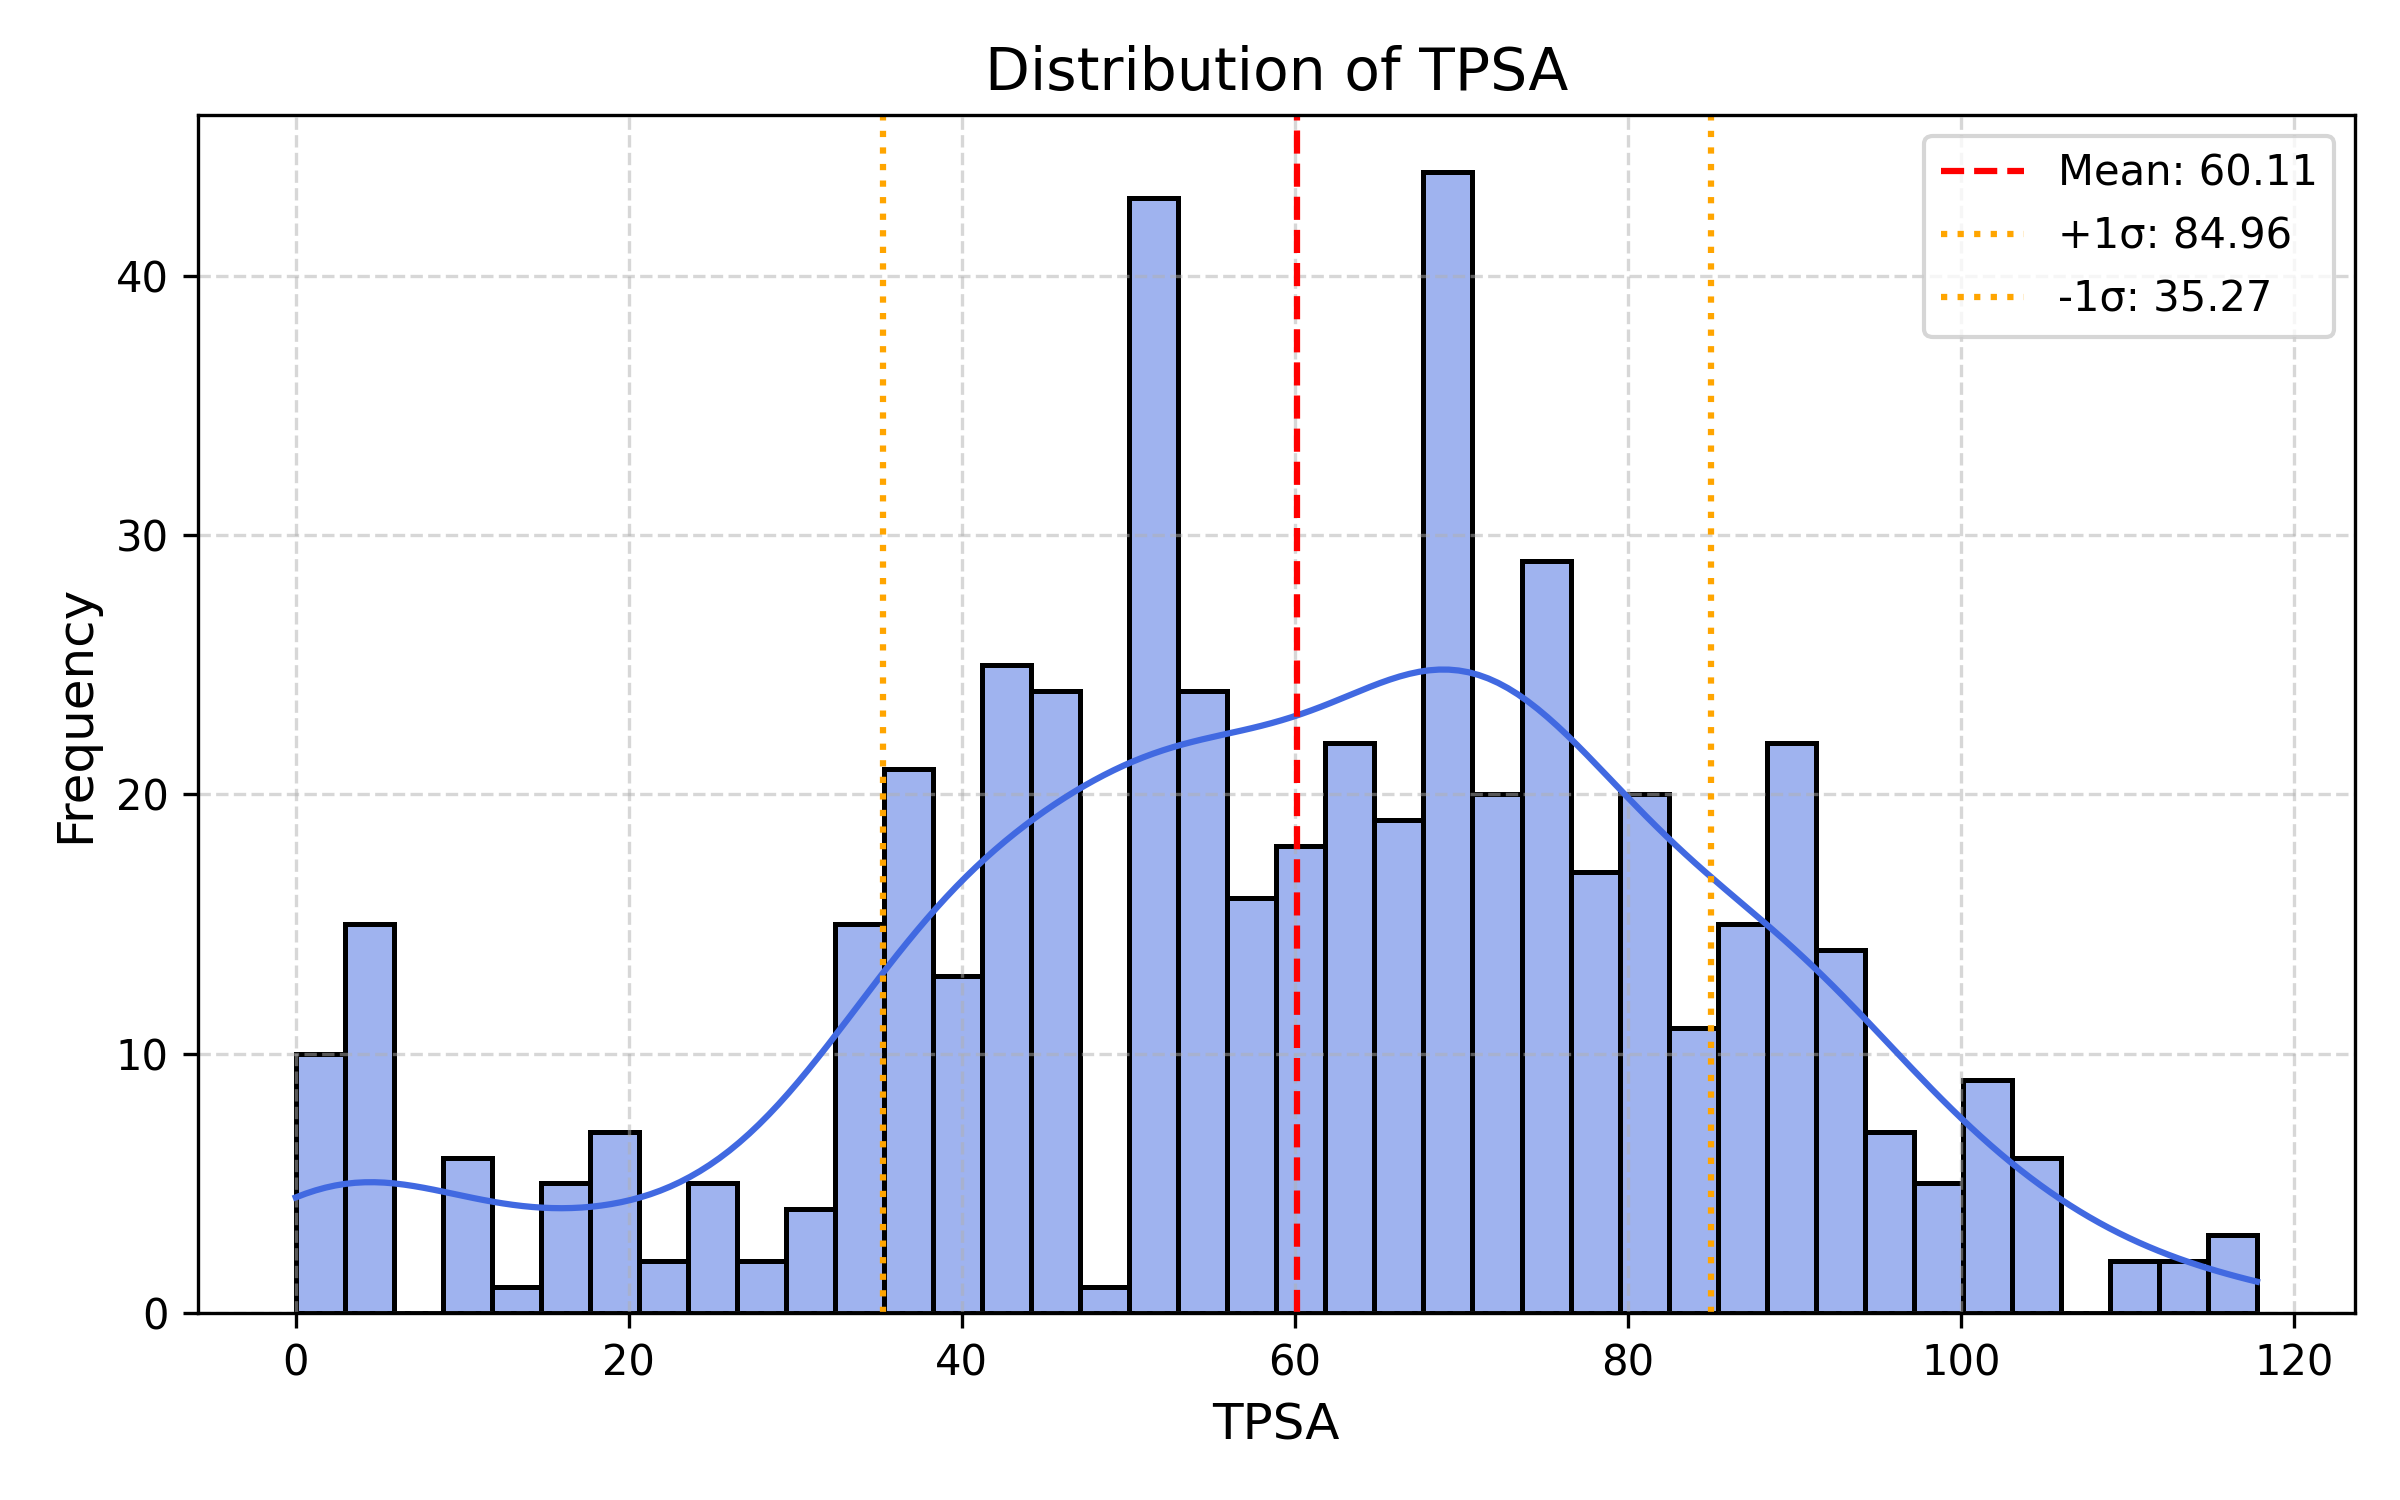 Distribution of TPSA
Mean: 60.11
+1σ: 84.96
-1σ: 35.27
Frequency
40
30
20
10
0
0 20 40 60 80 100 120
TPSA